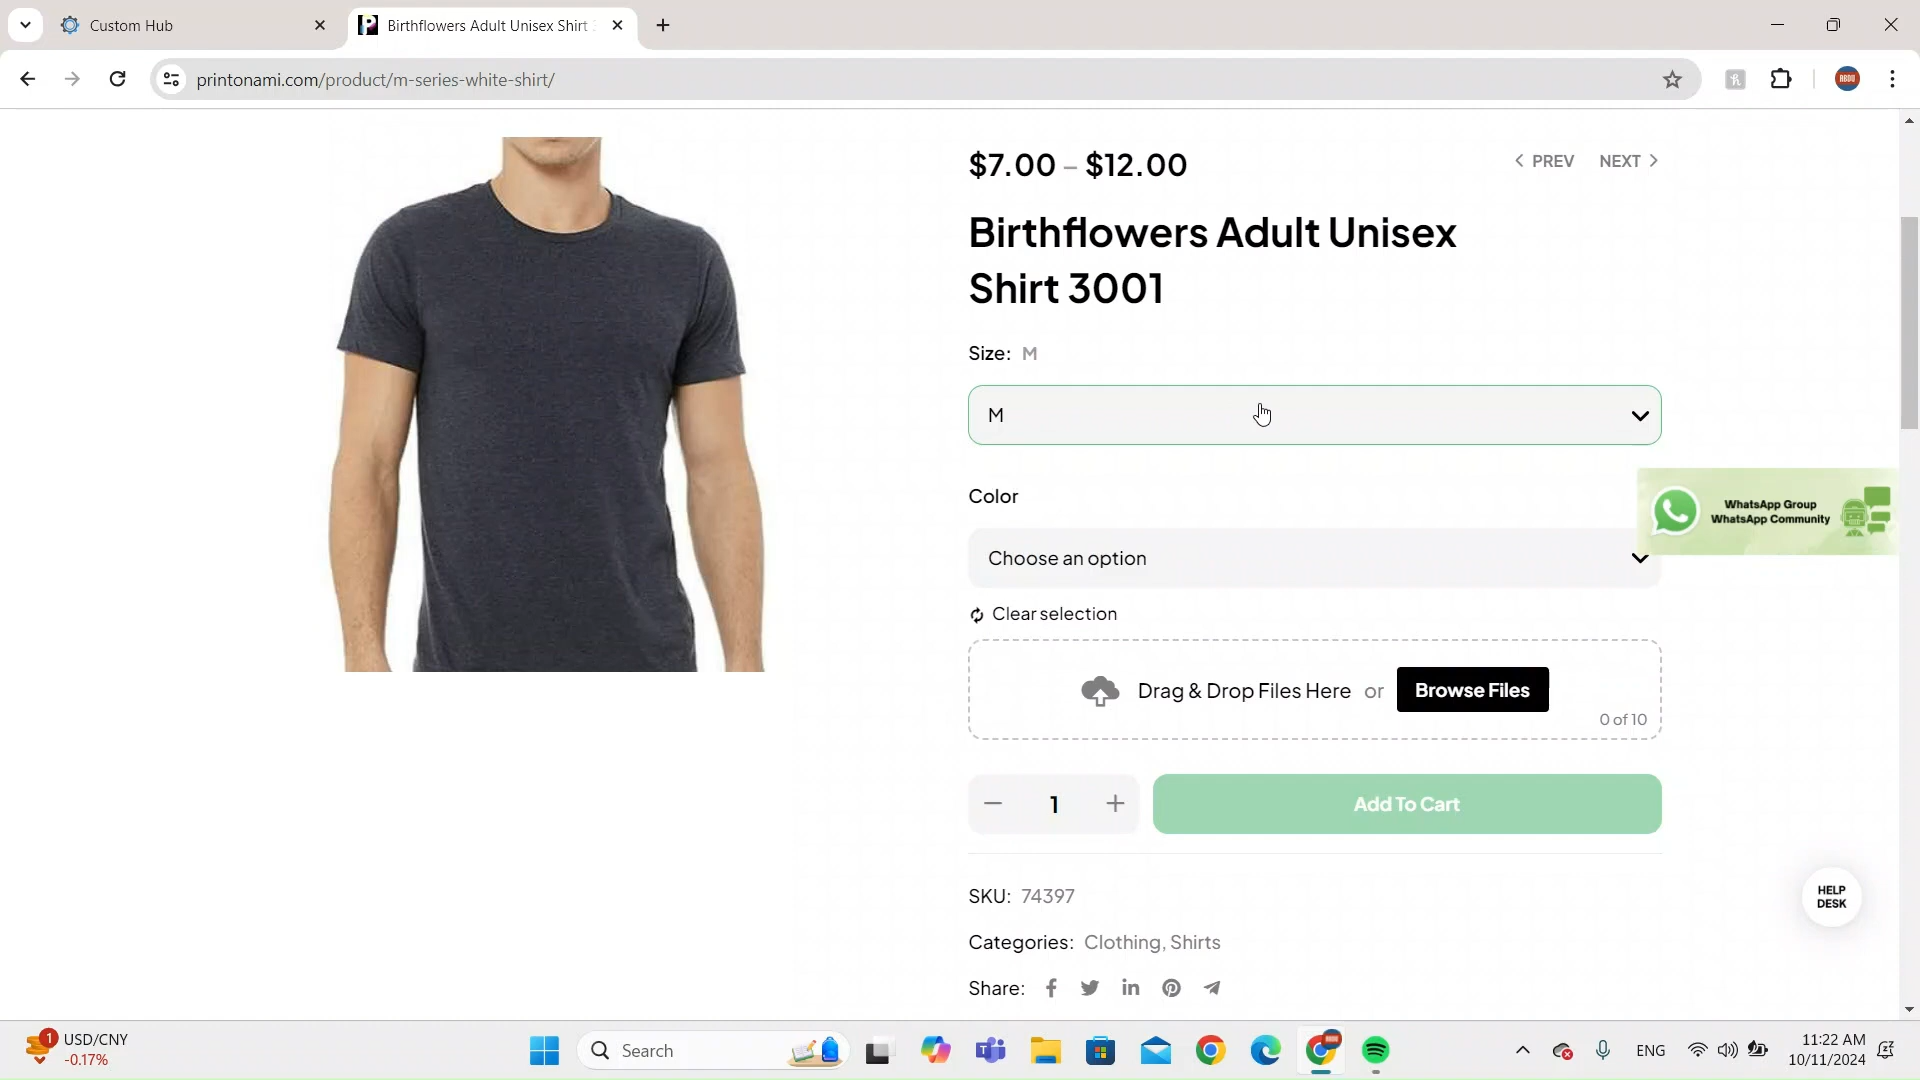 Custom Hub
Birthflowers Adult Unisex Shirt
printonami.com/product/m-series-white-shirt/
ABDU
$7.00 – $12.00
PREV
NEXT
Birthflowers Adult Unisex
Shirt 3001
Size: M
M
Color
WhatsApp Group
WhatsApp Community
Choose an option
Clear selection
Drag & Drop Files Here or
Browse Files
0 of 10
1
Add To Cart
SKU: 74397
HELP
DESK
Categories: Clothing, Shirts
Share:
1
USD/CNY
-0.17%
Search
ENG
11:22 AM
10/11/2024